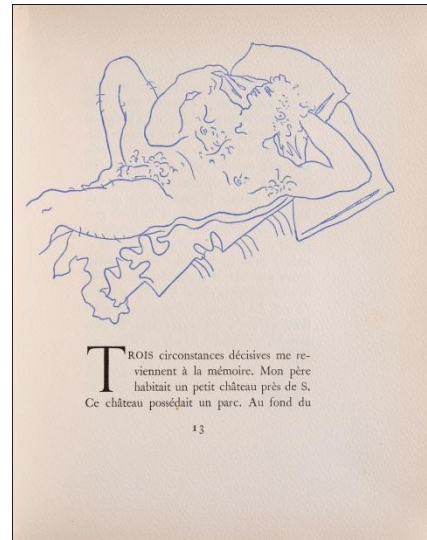 TROIS circonstances décisives me re-
viennent à la mémoire. Mon père
habitait un petit château près de S.
Ce château possédait un parc. Au fond du
13